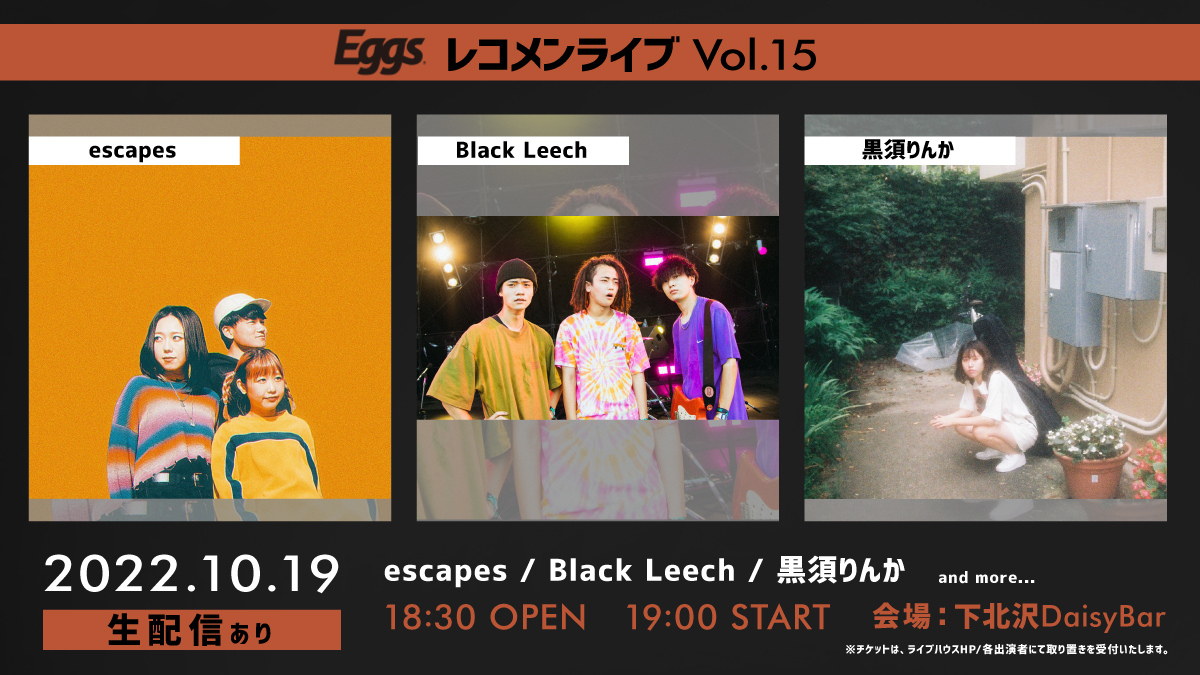 Eggs レコメンライブ Vol.15
escapes
Black Leech
黒須りんか
2022.10.19
生配信あり
escapes / Black Leech / 黒須りんか and more...
18:30 OPEN 19:00 START 会場：下北沢DaisyBar
※チケットは、ライブハウスHP/各出演者にて取り置きを受付いたします。